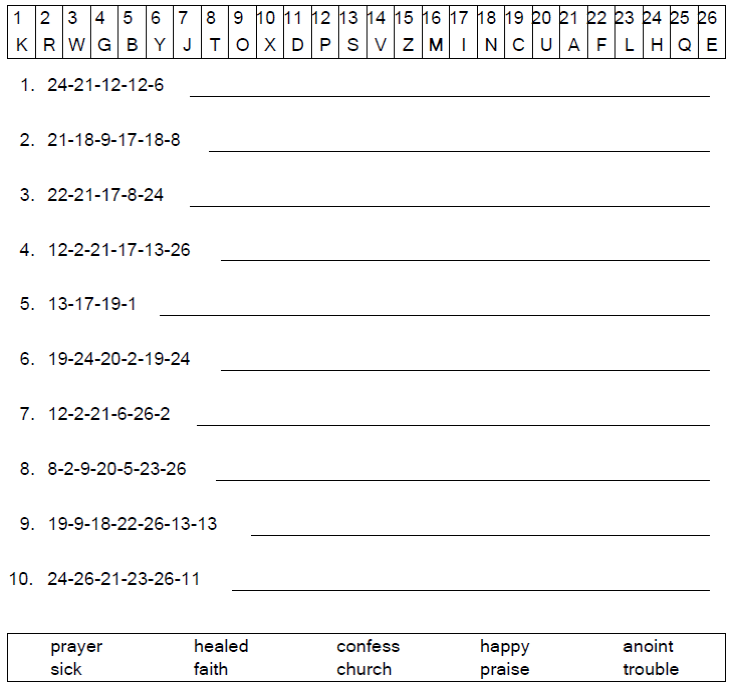 1 2 3 4 5 6 7 8 9 10 11 12 13 14 15 16 17 18 19 20 21 22 23 24 25 26
K R W G B Y J T O X D P S V Z M I N C U A F L H Q E
1. 24-21-12-12-6
2. 21-18-9-17-18-8
3. 22-21-17-8-24
4. 12-2-21-17-13-26
5. 13-17-19-1
6. 19-24-20-2-19-24
7. 12-2-21-6-26-2
8. 8-2-9-20-5-23-26
9. 19-9-18-22-26-13-13
10. 24-26-21-23-26-11
prayer healed confess happy anoint
sick faith church praise trouble